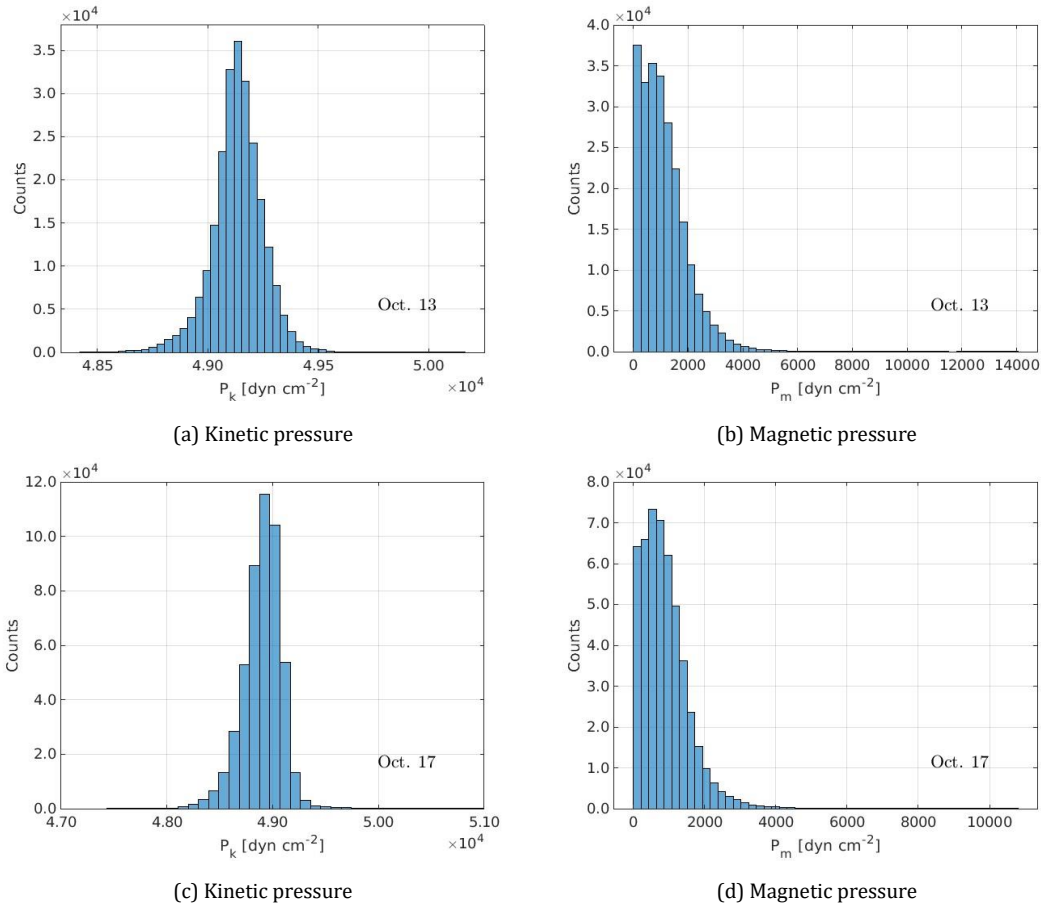 ×10⁴
3.5
3.0
2.5
2.0
1.5
1.0
0.5
0.0
Counts
Oct. 13
4.85 4.90 4.95 5.00
×10⁴
P_k [dyn cm⁻²]
(a) Kinetic pressure
×10⁴
4.0
3.5
3.0
2.5
2.0
1.5
1.0
0.5
0.0
Counts
Oct. 13
0 2000 4000 6000 8000 10000 12000 14000
P_m [dyn cm⁻²]
(b) Magnetic pressure
×10⁴
12.0
10.0
8.0
6.0
4.0
2.0
0.0
Counts
Oct. 17
4.70 4.80 4.90 5.00 5.10
×10⁴
P_k [dyn cm⁻²]
(c) Kinetic pressure
×10⁴
8.0
7.0
6.0
5.0
4.0
3.0
2.0
1.0
0.0
Counts
Oct. 17
0 2000 4000 6000 8000 10000
P_m [dyn cm⁻²]
(d) Magnetic pressure